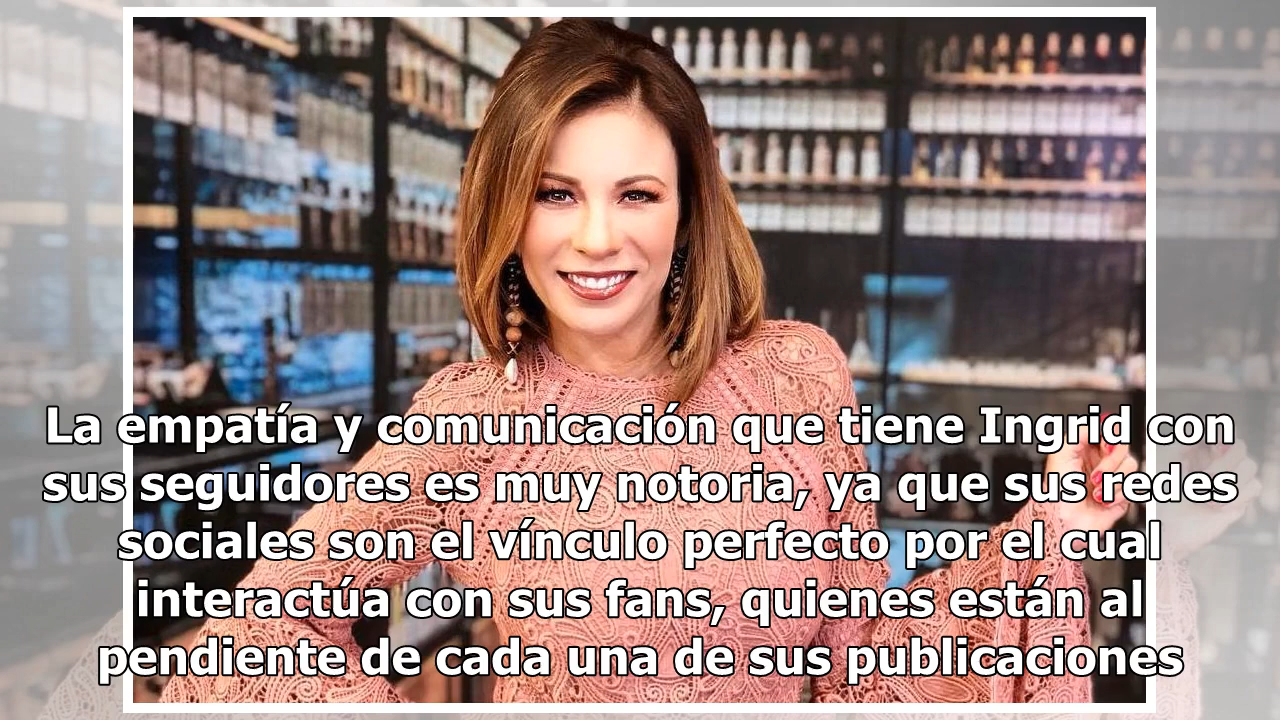 La empatía y comunicación que tiene Ingrid con
sus seguidores es muy notoria, ya que sus redes
sociales son el vínculo perfecto por el cual
interactúa con sus fans, quienes están al
pendiente de cada una de sus publicaciones